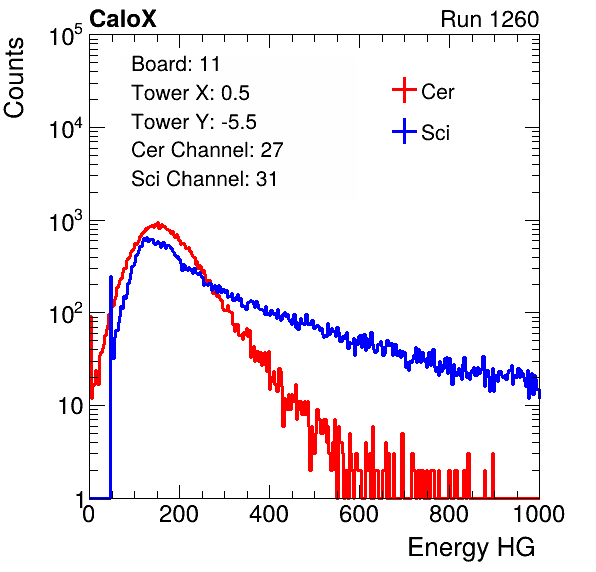 CaloX Run 1260
Counts
10^5
10^4
10^3
10^2
10
1
Board: 11
Tower X: 0.5
Tower Y: -5.5
Cer Channel: 27
Sci Channel: 31
Cer
Sci
0 200 400 600 800 1000
Energy HG